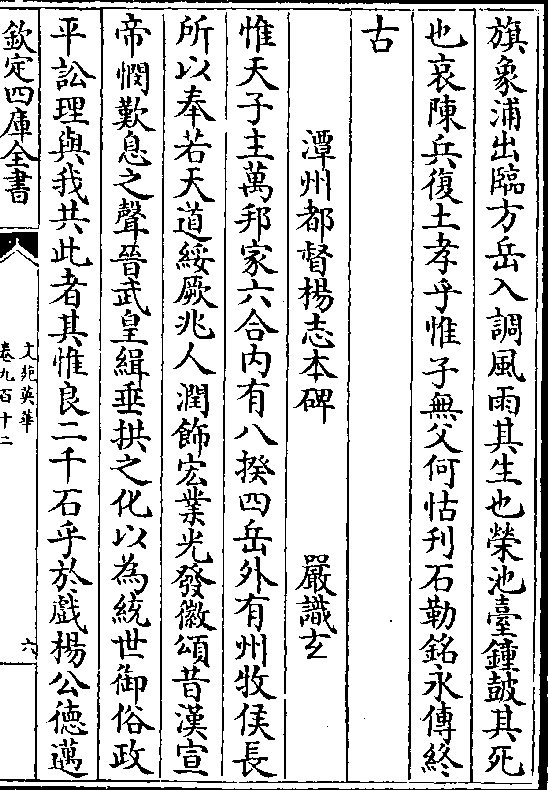 旗象浦出臨方岳入調風雨其生也榮池臺鍾皷其死
也哀陳兵復土孝乎惟子無父何怙刋石勒銘永傳終
古
潭州都督楊志本碑 嚴識𤣥
惟天子主萬邦家六合内有八揆四岳外有州牧侯長
所以奉若天道綏厥兆人潤飾宏業光發徽頌昔漢宣
帝憫歎息之聲晉武皇緝垂拱之化以為統世御俗政
平訟理與我共此者其惟良二千石乎於戲楊公德邁
欽定四庫全書
文苑英華
卷九百十二
六